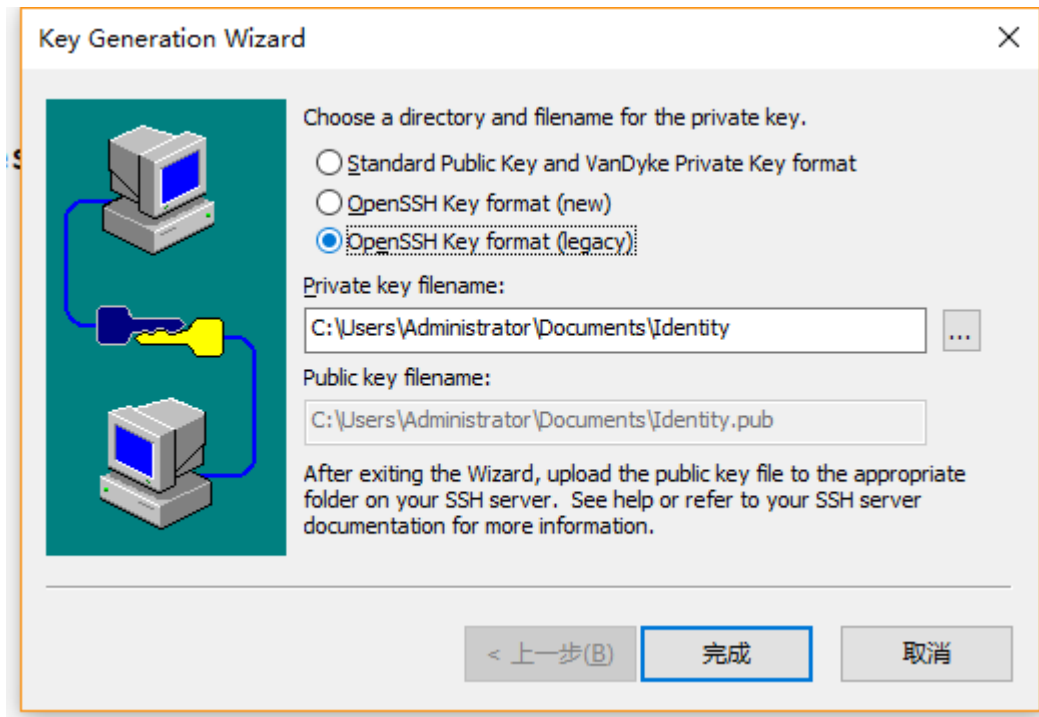 Key Generation Wizard
Choose a directory and filename for the private key.
Standard Public Key and VanDyke Private Key format
OpenSSH Key format (new)
OpenSSH Key format (legacy)
Private key filename:
C:\Users\Administrator\Documents\Identity
...
Public key filename:
C:\Users\Administrator\Documents\Identity.pub
After exiting the Wizard, upload the public key file to the appropriate
folder on your SSH server.  See help or refer to your SSH server
documentation for more information.
< 上一步(B)
完成
取消